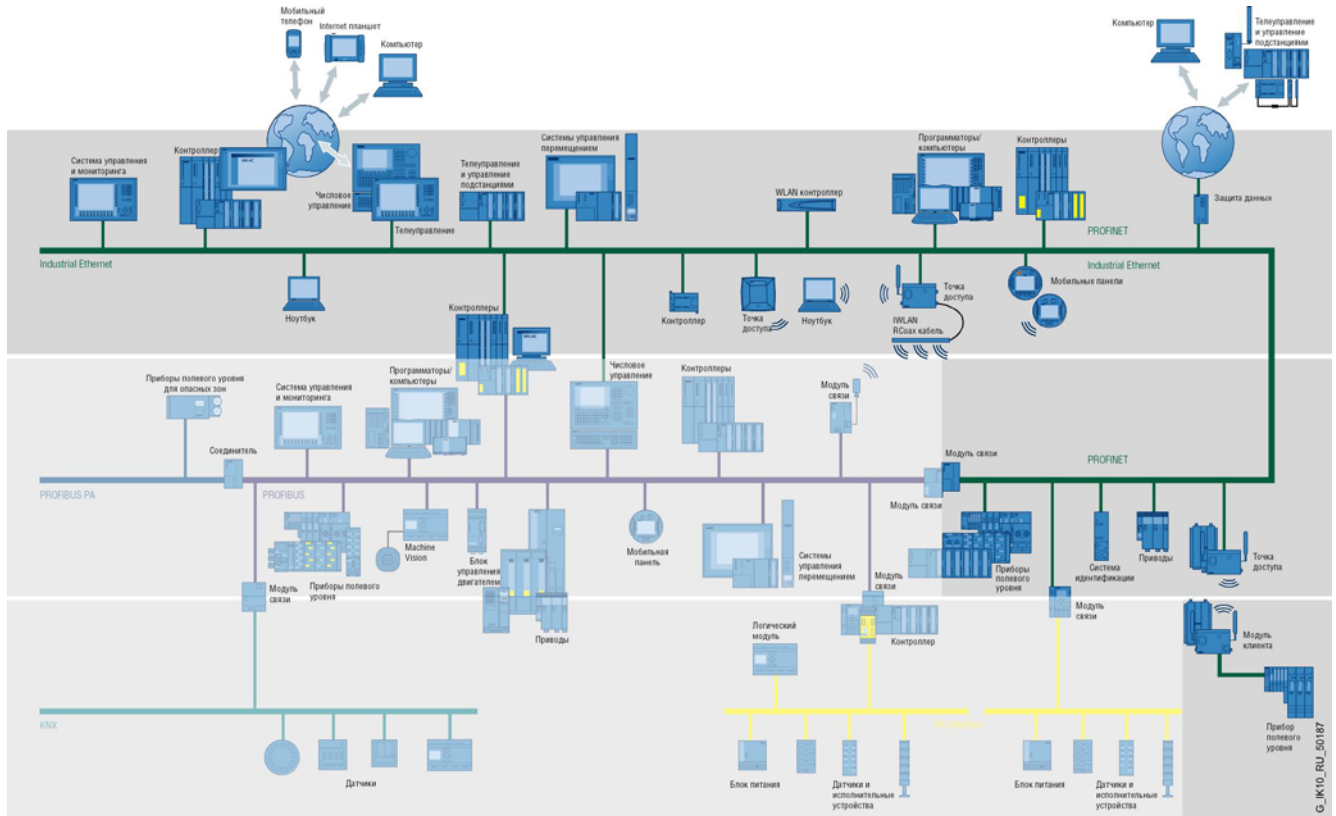 Мобильный
телефон
Internet планшет
Компьютер
Компьютер
Телеуправление
и управление
подстанциями
Система управления
и мониторинга
Контроллер
Числовое
управление
Телеуправление
Телеуправление
и управление
подстанциями
Системы управления
перемещением
WLAN контроллер
Программаторы/
компьютеры
Контроллеры
Защита данных
PROFINET
Industrial Ethernet
Industrial Ethernet
Ноутбук
Контроллеры
Контроллер
Точка
доступа
Ноутбук
Точка
доступа
IWLAN
RCoax кабель
Мобильные панели
Приборы полевого уровня
для опасных зон
Система управления
и мониторинга
Программаторы/
компьютеры
Числовое
управление
Контроллеры
Модуль
связи
Соединитель
Модуль связи
PROFINET
PROFIBUS PA
PROFIBUS
Модуль связи
Модуль
связи
Приборы полевого
уровня
Machine
Vision
Блок
управления
двигателем
Приводы
Мобильная
панель
Системы
управления
перемещением
Модуль
связи
Контроллер
Приборы
полевого
уровня
Система
идентификации
Приводы
Точка
доступа
Модуль
связи
Логический
модуль
Модуль
клиента
KNX
Датчики
Блок питания
Датчики и
исполнительные
устройства
Блок питания
Датчики и
исполнительные
устройства
Прибор
полевого
уровня
G_IK10_RU_50187